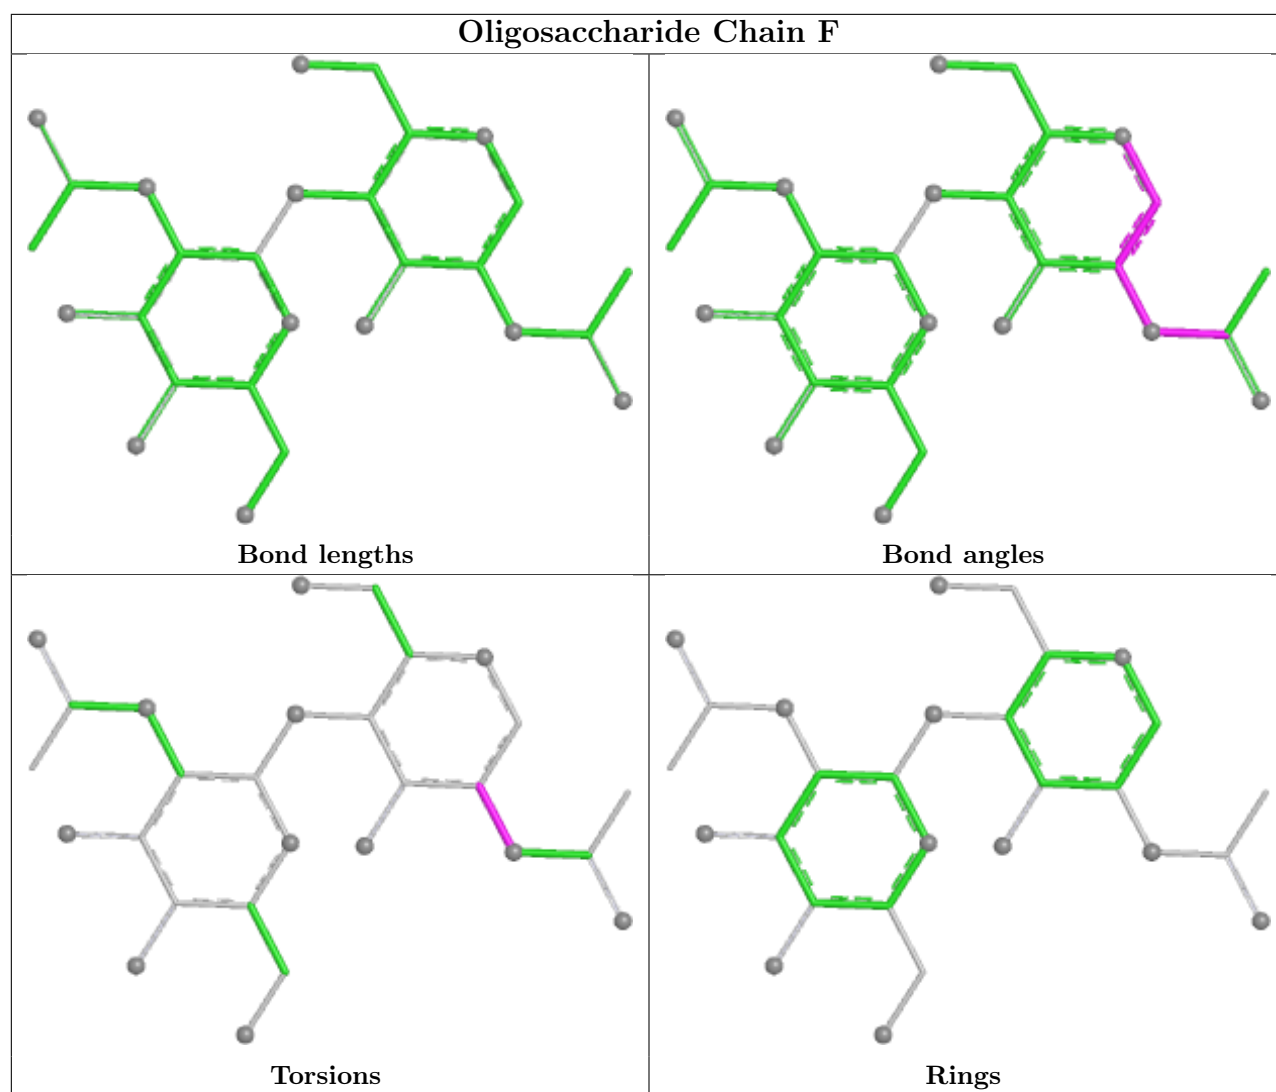 Oligosaccharide Chain F
Bond lengths
Bond angles
Torsions
Rings